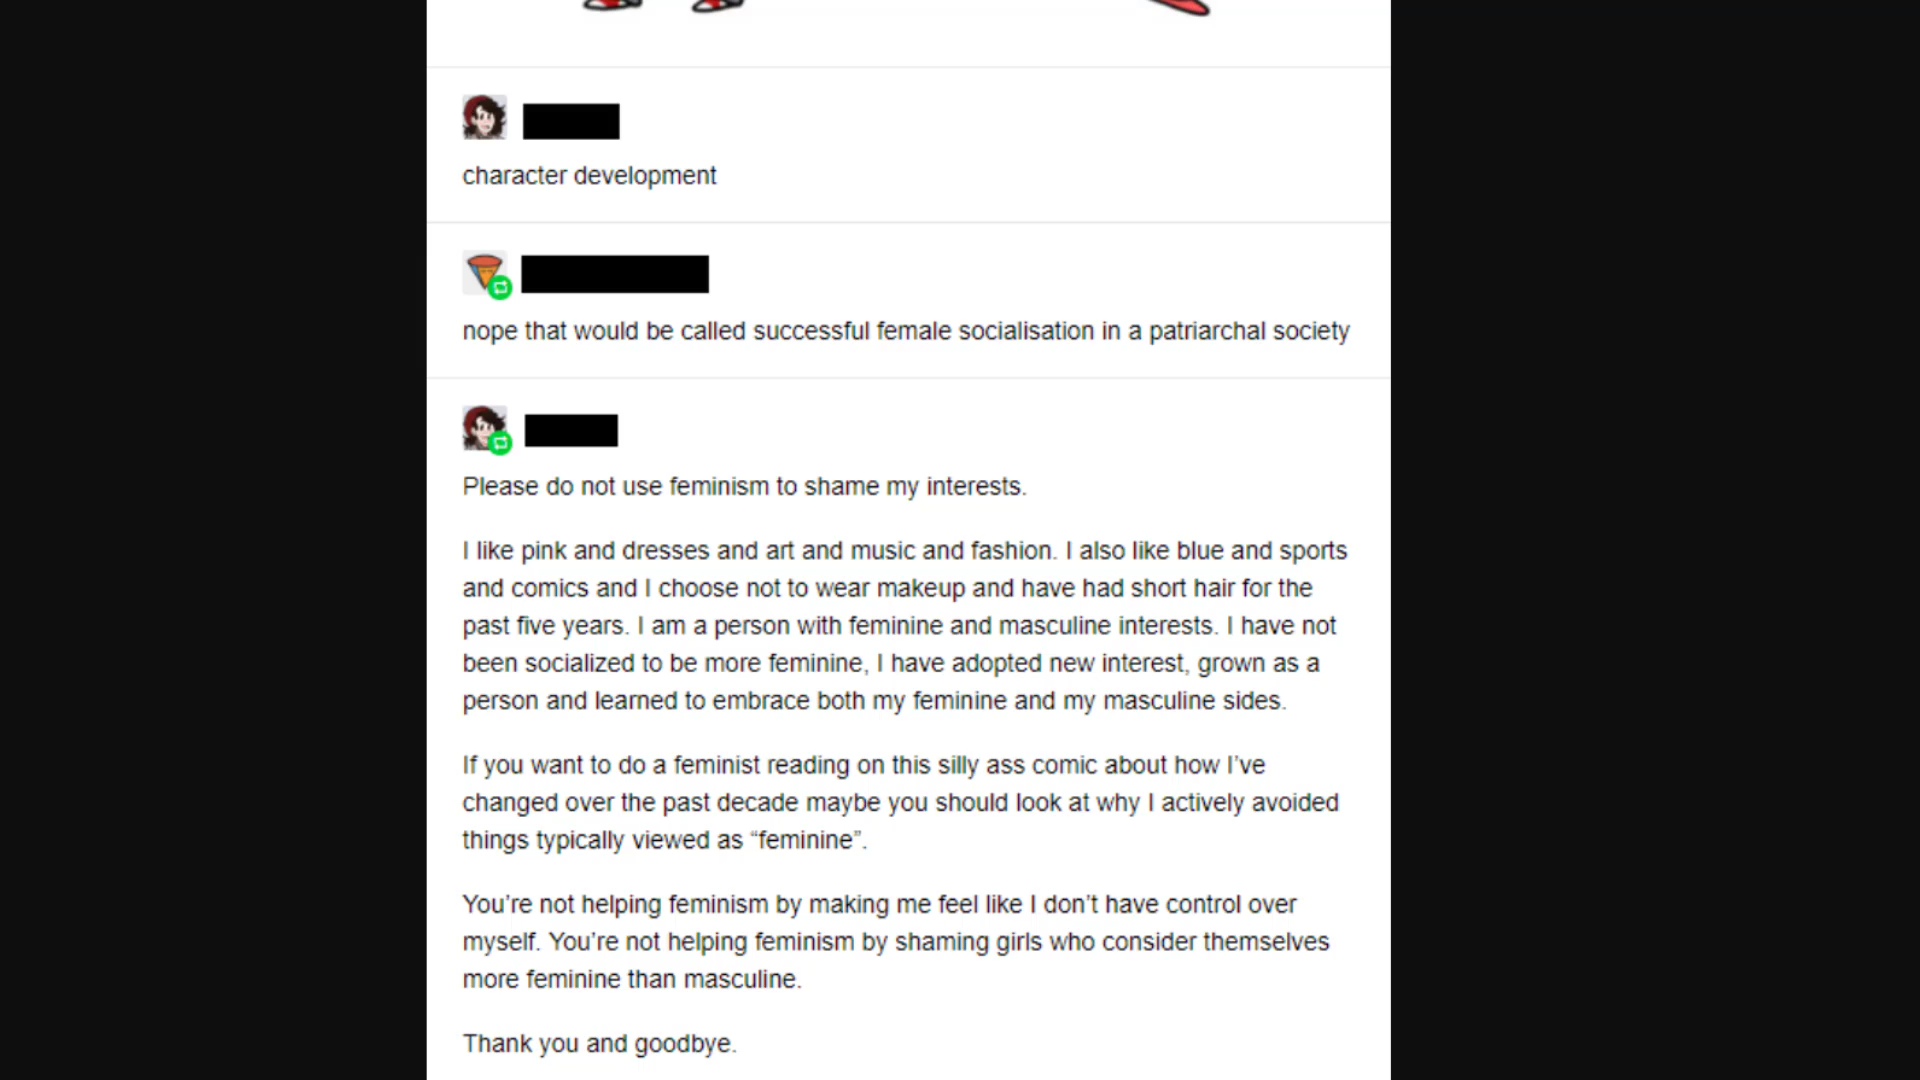 character development
nope that would be called successful female socialisation in a patriarchal society
Please do not use feminism to shame my interests.
I like pink and dresses and art and music and fashion. I also like blue and sports
and comics and I choose not to wear makeup and have had short hair for the
past five years. I am a person with feminine and masculine interests. I have not
been socialized to be more feminine, I have adopted new interest, grown as a
person and learned to embrace both my feminine and my masculine sides.
If you want to do a feminist reading on this silly ass comic about how I’ve
changed over the past decade maybe you should look at why I actively avoided
things typically viewed as “feminine”.
You’re not helping feminism by making me feel like I don’t have control over
myself. You’re not helping feminism by shaming girls who consider themselves
more feminine than masculine.
Thank you and goodbye.